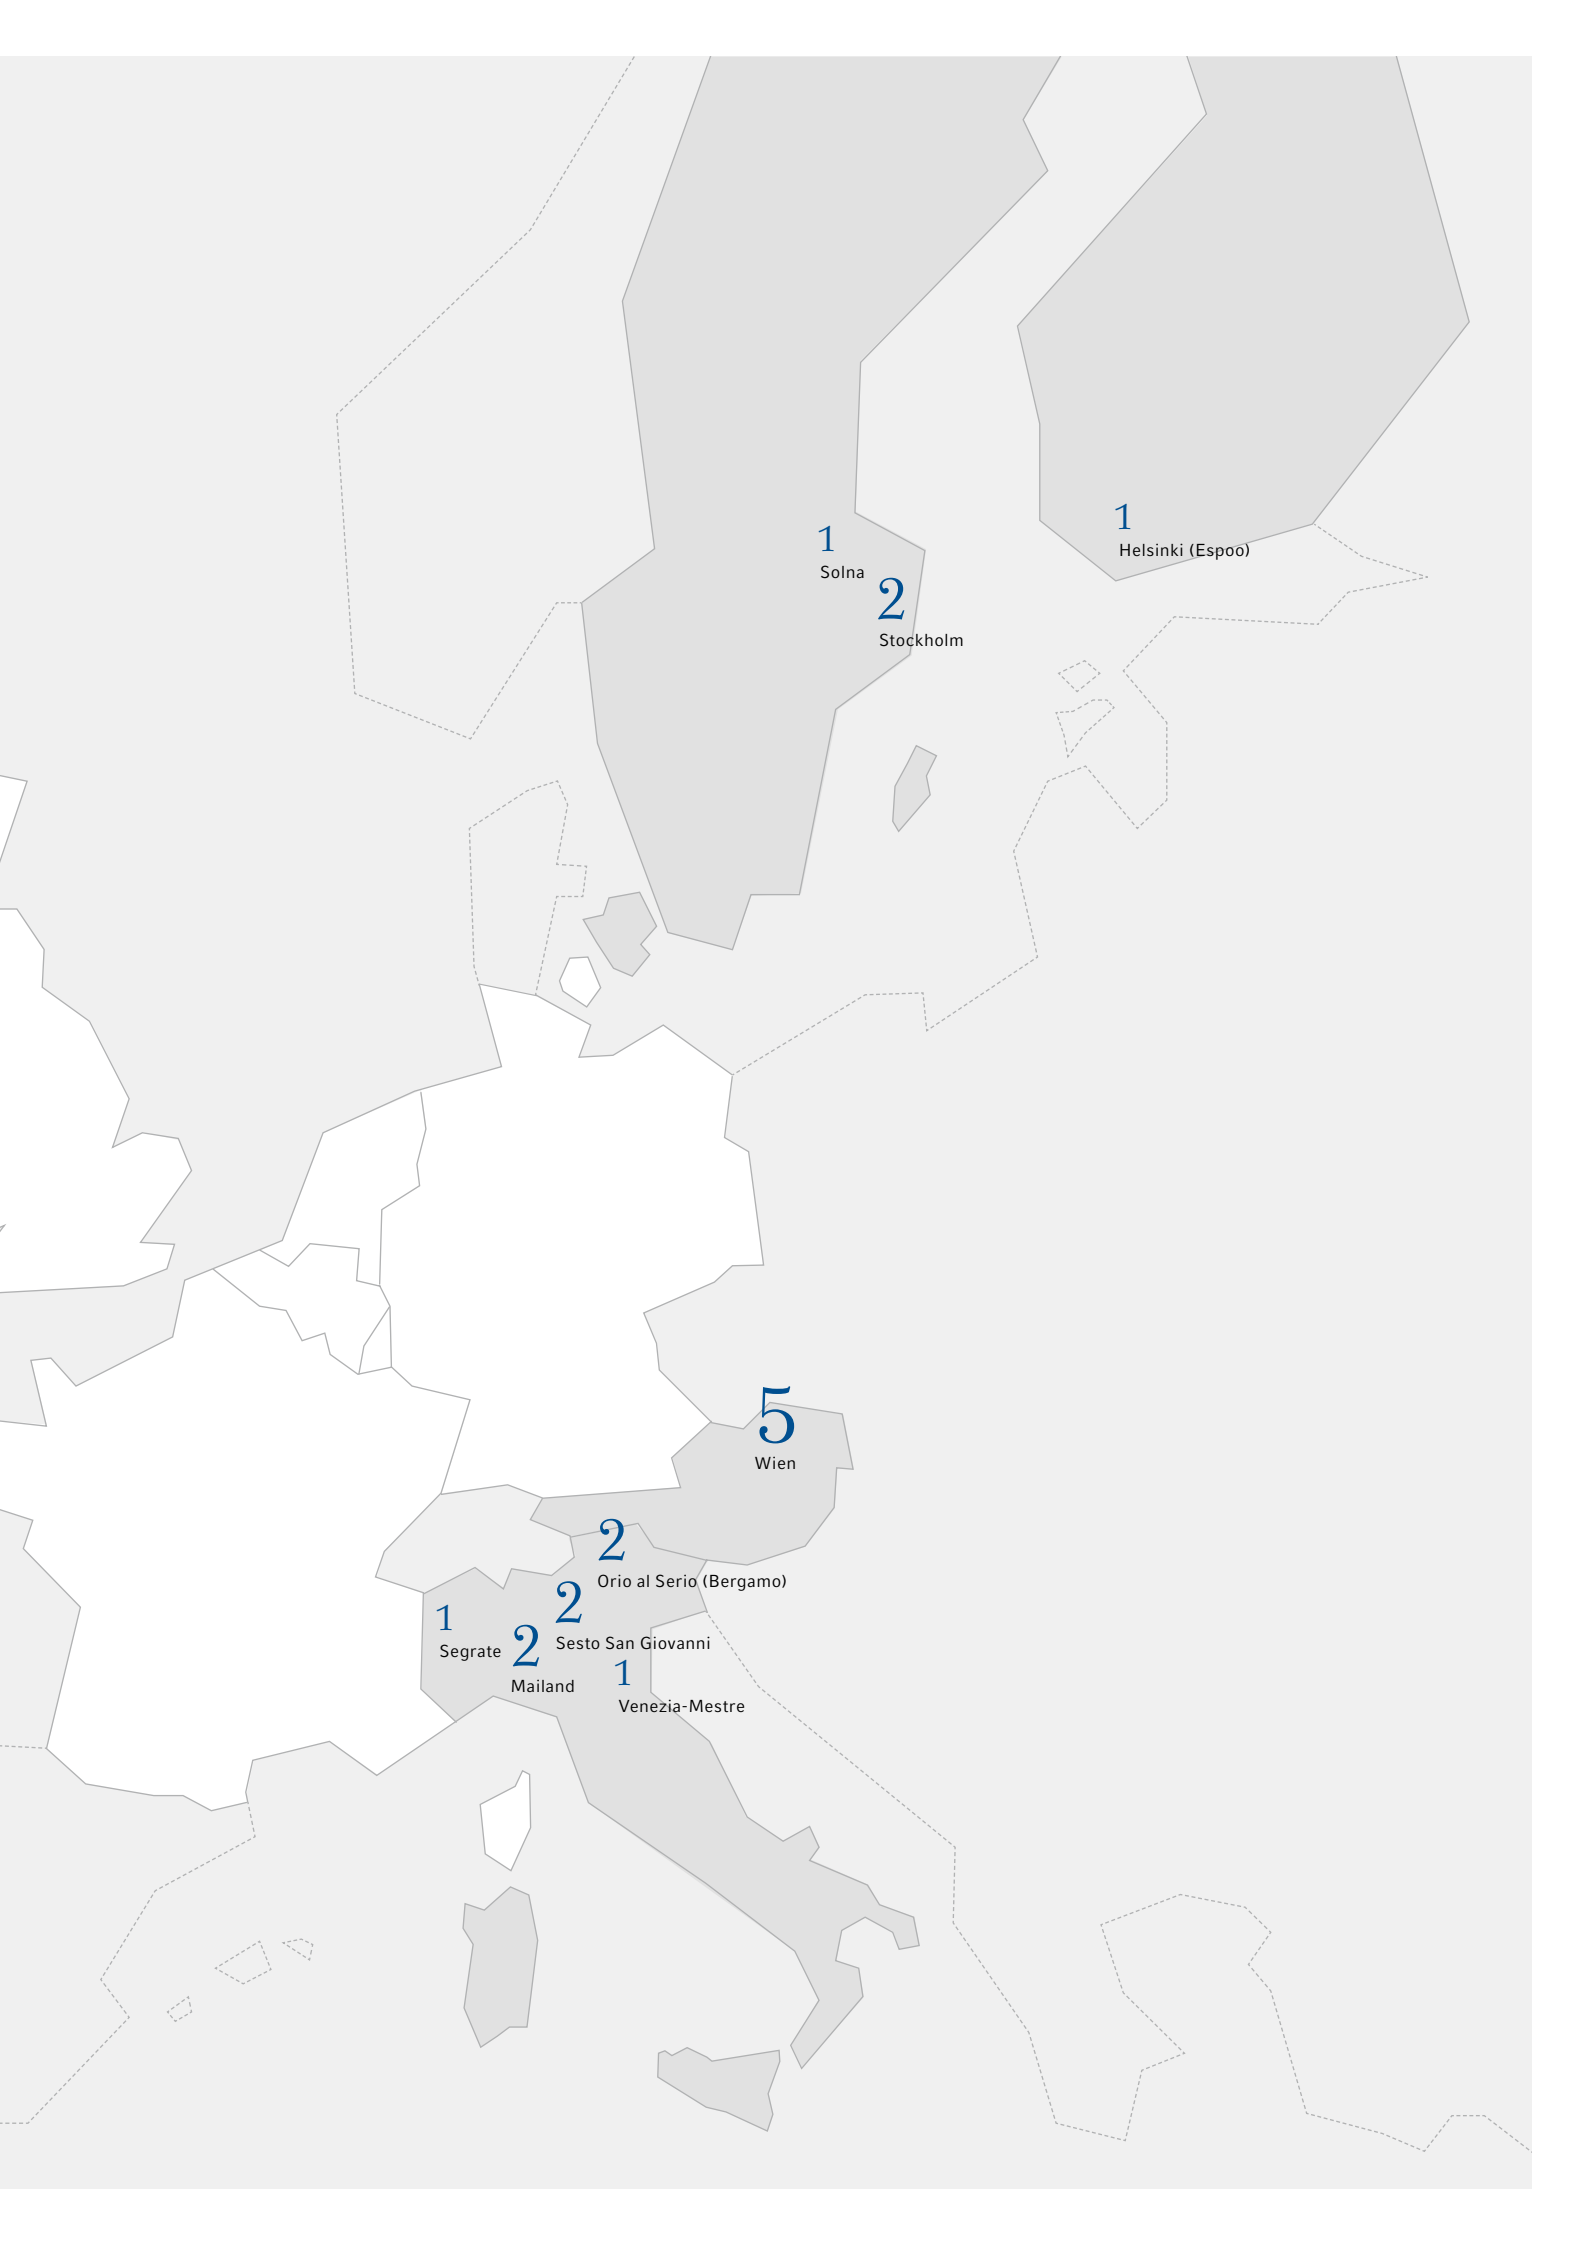 1
Helsinki (Espoo)
1
Solna
2
Stockholm
5
Wien
2
Orio al Serio (Bergamo)
2
Sesto San Giovanni
1
Segrate
2
Mailand
1
Venezia-Mestre